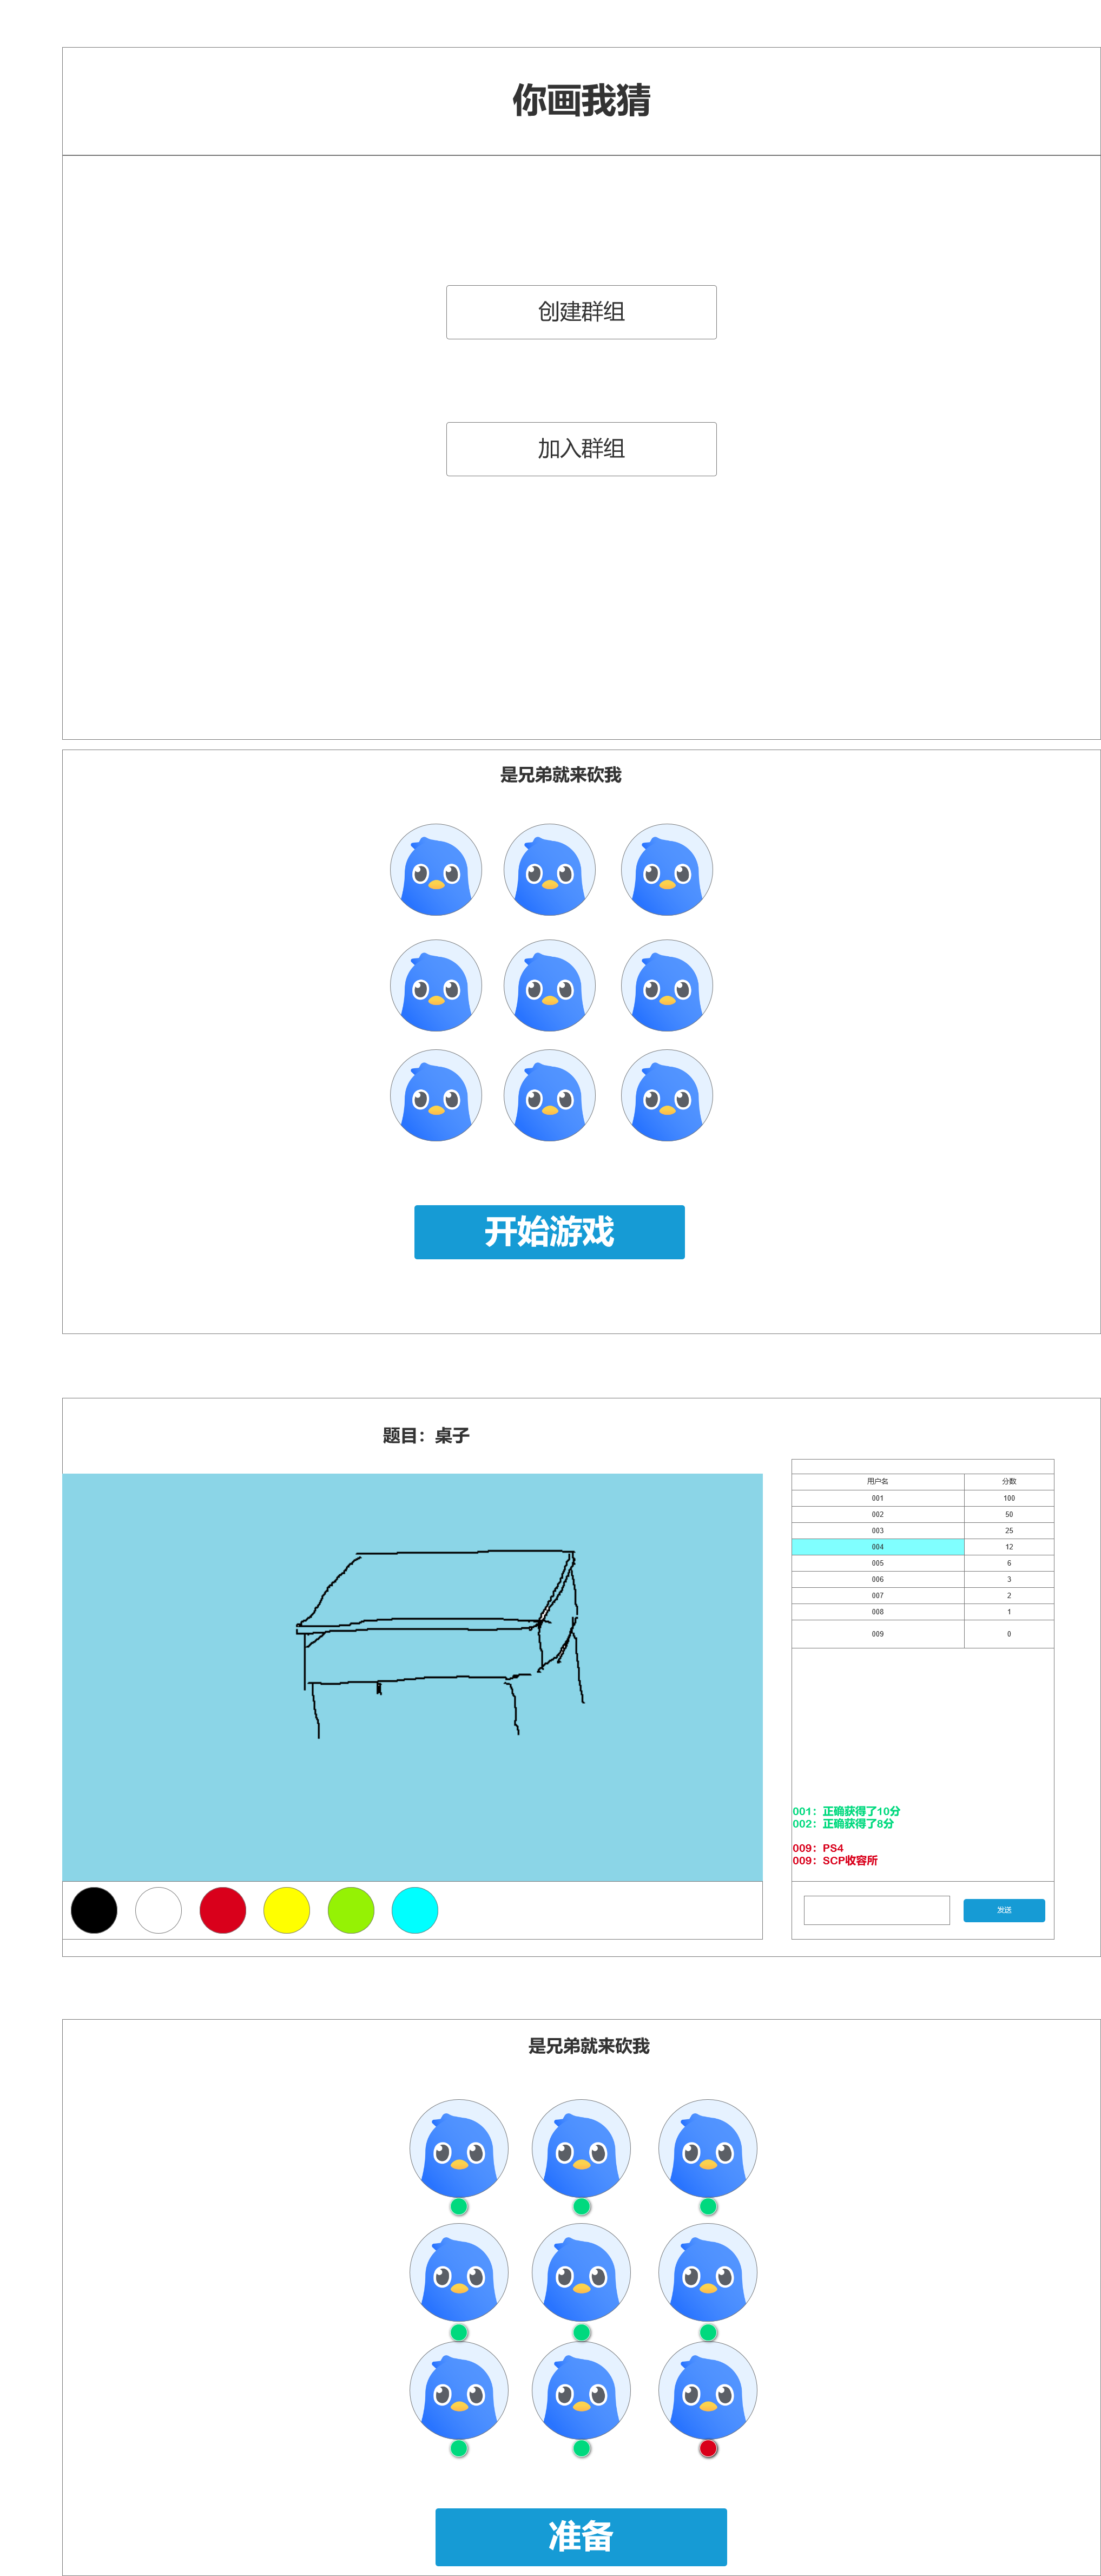 你画我猜
创建群组
加入群组
是兄弟就来砍我
开始游戏
题目：桌子
用户名 分数
001 100
002 50
003 25
004 12
005 6
006 3
007 2
008 1
009 0
001：正确获得了10分
002：正确获得了8分
009：PS4
009：SCP收容所
发送
是兄弟就来砍我
准备